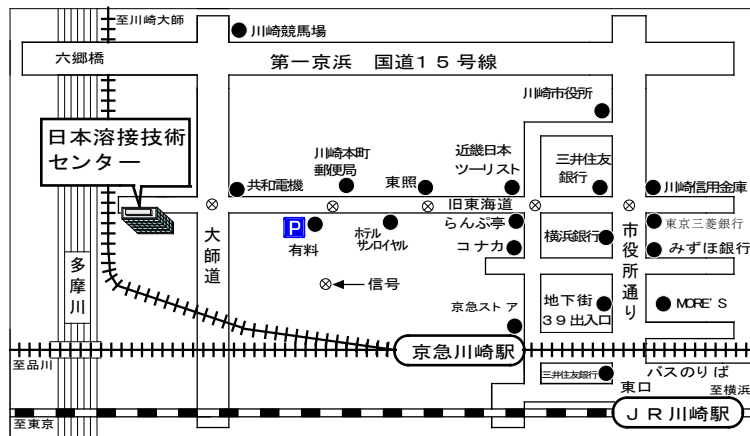 至川崎大師
川崎競馬場
六郷橋
第一京浜 国道15号線
川崎市役所
日本溶接技術
センター
川崎本町
郵便局
近畿日本
ツーリスト
三井住友
銀行
共和電機
東照
川崎信用金庫
旧東海道
P
有料
ホテル
サンロイヤル
らんぷ亭
コナカ
横浜銀行
東京三菱銀行
みずほ銀行
大師道
市役所通り
多摩川
信号
京急ストア
地下街
39出入口
MORE'S
京急川崎駅
至品川
三井住友銀行
バスのりば
東口
至横浜
至東京
JR川崎駅